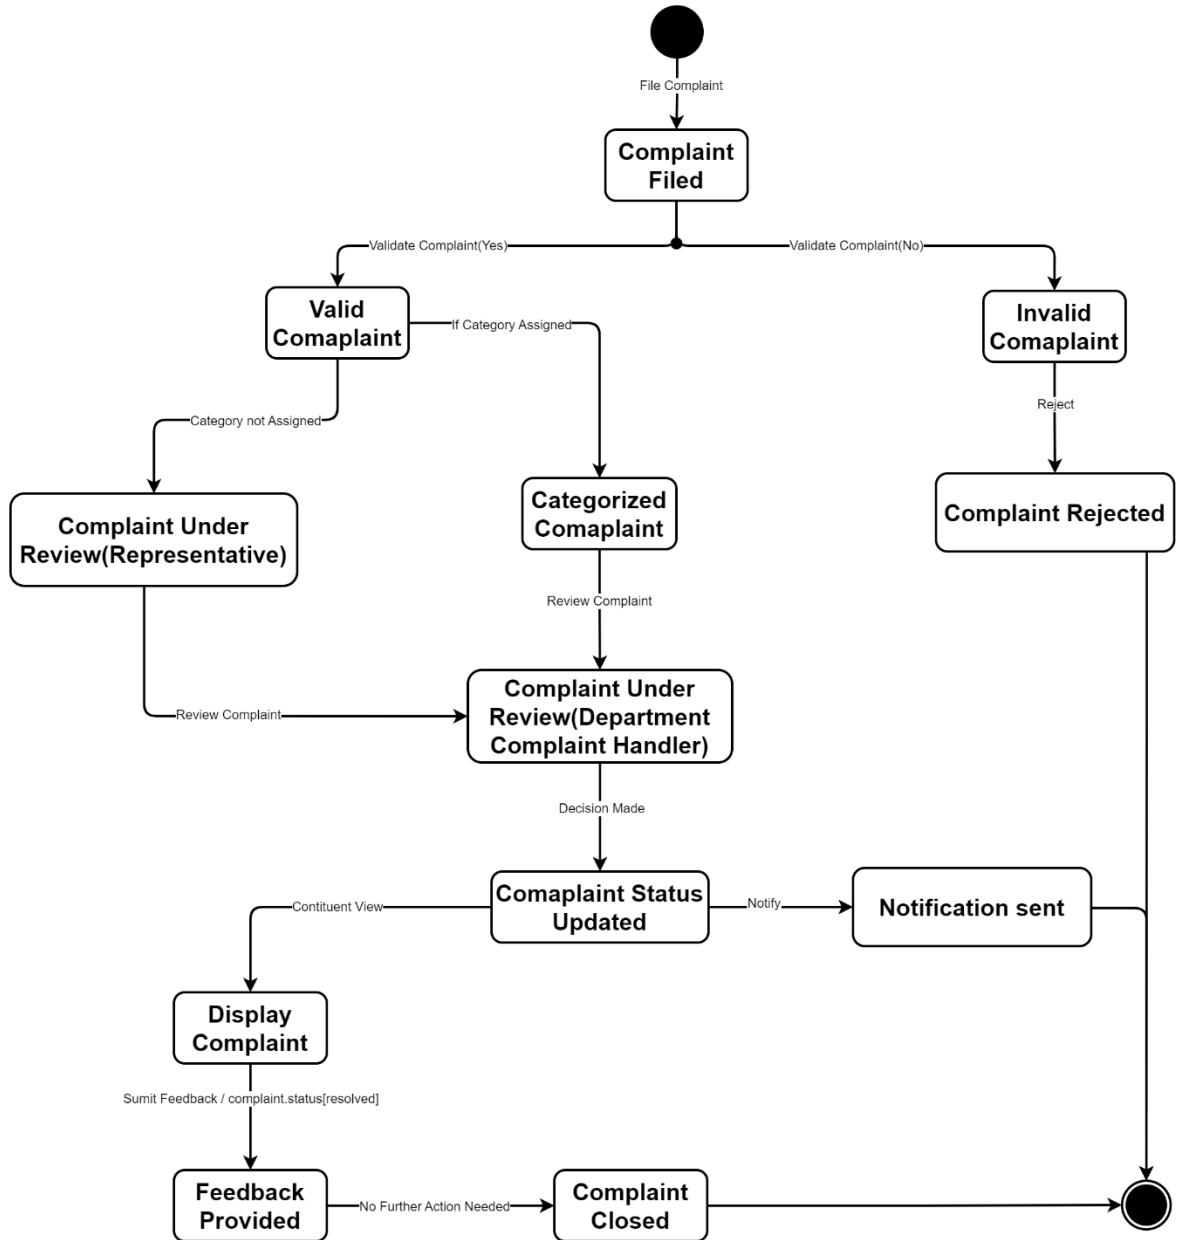 File Complaint
Complaint
Filed
Validate Complaint(Yes)
Validate Complaint(No)
Valid
Comaplaint
If Category Assigned
Invalid
Comaplaint
Category not Assigned
Reject
Complaint Under
Review(Representative)
Categorized
Comaplaint
Complaint Rejected
Review Complaint
Complaint Under
Review(Department
Complaint Handler)
Review Complaint
Decision Made
Comaplaint Status
Updated
Contituent View
Notify
Notification sent
Display
Complaint
Sumit Feedback / complaint.status[resolved]
Feedback
Provided
No Further Action Needed
Complaint
Closed